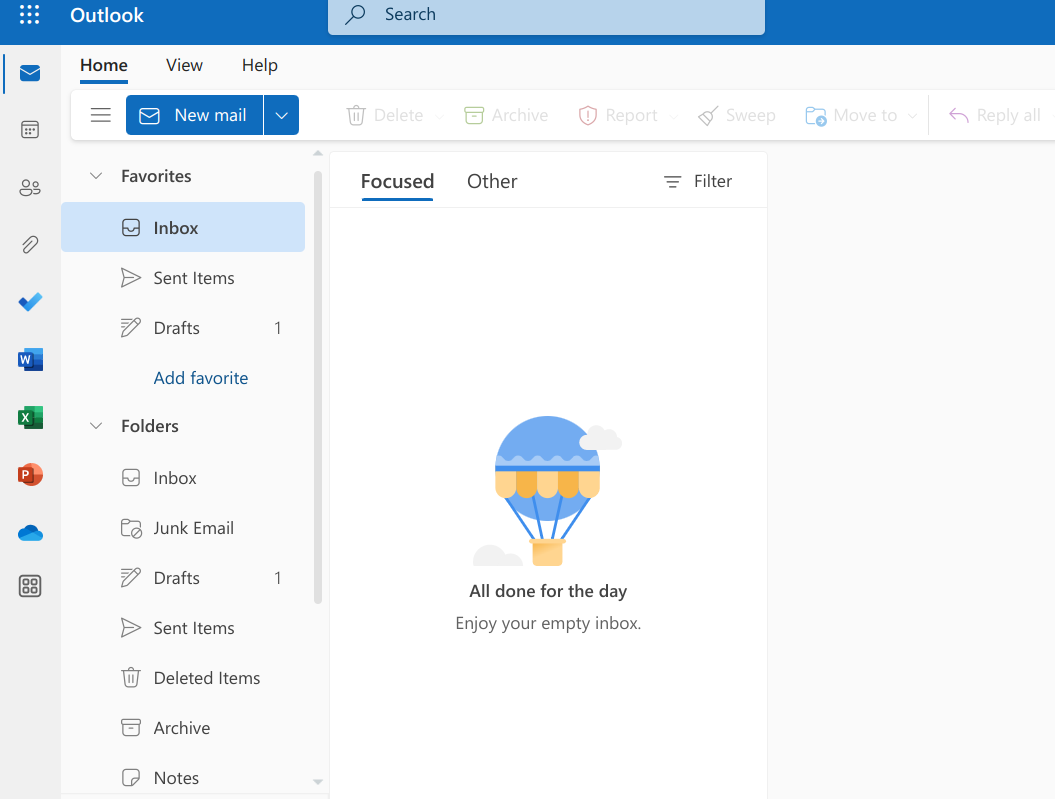 Outlook
Search
Home View Help
New mail Delete Archive Report Sweep Move to Reply all
Favorites
Inbox
Sent Items
Drafts 1
Add favorite
Folders
Inbox
Junk Email
Drafts 1
Sent Items
Deleted Items
Archive
Notes
Focused Other Filter
All done for the day
Enjoy your empty inbox.
W
X
P